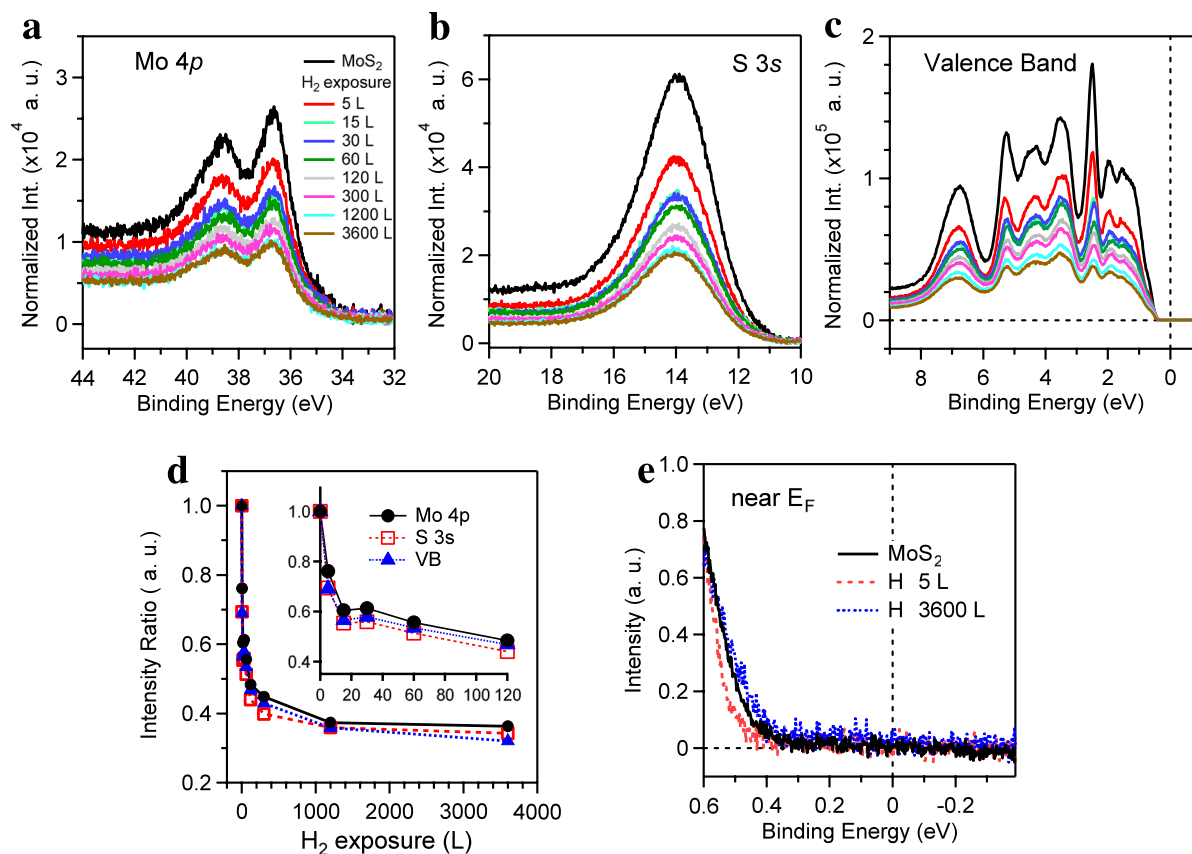 a
Mo 4p
MoS2
H2 exposure
5 L
15 L
30 L
60 L
120 L
300 L
1200 L
3600 L
Normalized Int. (x10^4 a. u.)
3
2
1
0
44 42 40 38 36 34 32
Binding Energy (eV)
b
S 3s
Normalized Int. (x10^4 a. u.)
6
4
2
0
20 18 16 14 12 10
Binding Energy (eV)
c
Valence Band
Normalized Int. (x10^5 a. u.)
2
1
0
8 6 4 2 0
Binding Energy (eV)
d
Intensity Ratio ( a. u.)
1.0
0.8
0.6
0.4
0.2
0 1000 2000 3000 4000
H2 exposure (L)
1.0
0.8
0.6
0.4
0 20 40 60 80 100 120
Mo 4p
S 3s
VB
e
near EF
MoS2
H 5 L
H 3600 L
Intensity (a. u.)
1.0
0.8
0.6
0.4
0.2
0
0.6 0.4 0.2 0 -0.2
Binding Energy (eV)